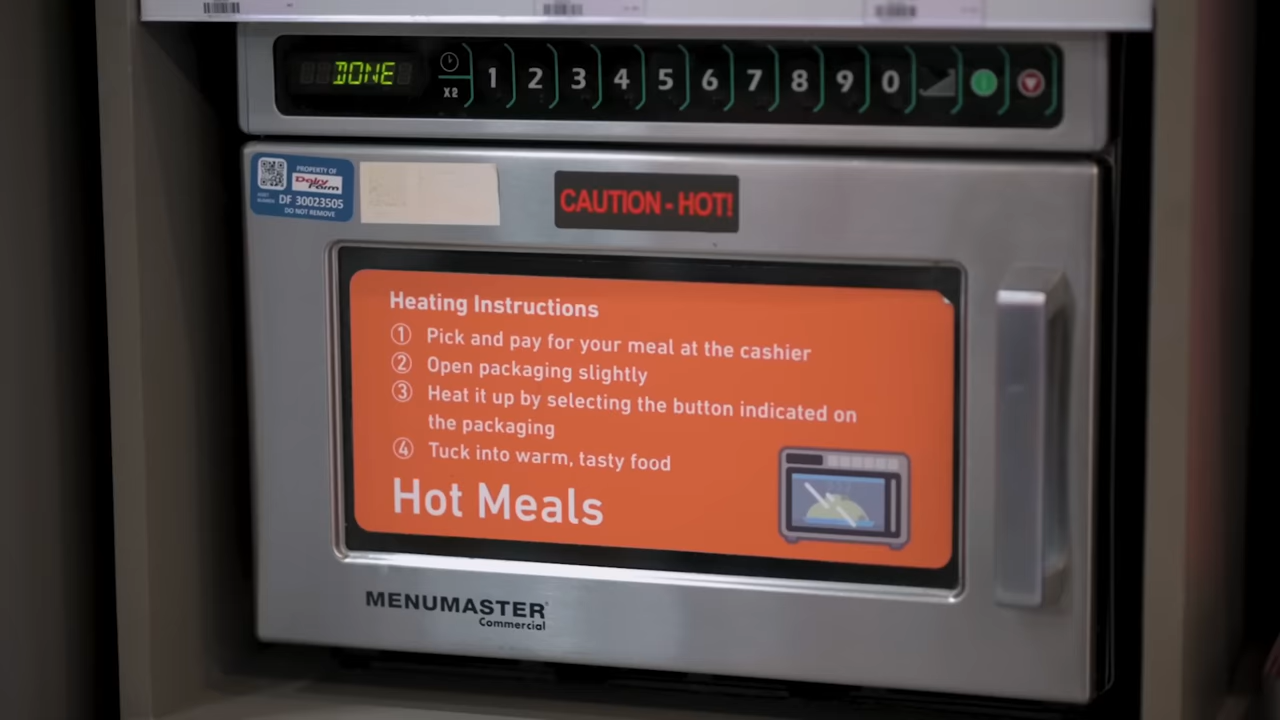 DONE
X2
1 2 3 4 5 6 7 8 9 0
PROPERTY OF
Dairy Farm
ASSET NUMBER
DF 30023505
DO NOT REMOVE
CAUTION - HOT!
Heating Instructions
1 Pick and pay for your meal at the cashier
2 Open packaging slightly
3 Heat it up by selecting the button indicated on
the packaging
4 Tuck into warm, tasty food
Hot Meals
MENUMASTER
Commercial